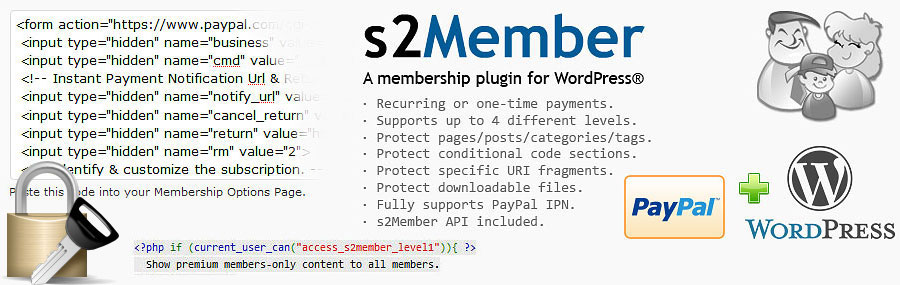 <form action="https://www.paypal.com/
<input type="hidden" name="business" value=
<input type="hidden" name="cmd" value="
<!-- Instant Payment Notification Url & Re
<input type="hidden" name="notify_url" valu
<input type="hidden" name="cancel_return" v
<input type="hidden" name="return" value="h
<input type="hidden" name="rm" value="2">
& customize the subscription. --
this code into your Membership Options Page.
<?php if (current_user_can("access_s2member_level1")){ ?>
Show premium members-only content to all members.
s2Member
A membership plugin for WordPress®
· Recurring or one-time payments.
· Supports up to 4 different levels.
· Protect pages/posts/categories/tags.
· Protect conditional code sections.
· Protect specific URI fragments.
· Protect downloadable files.
· Fully supports PayPal IPN.
· s2Member API included.
PayPal™
W
WORDPRESS